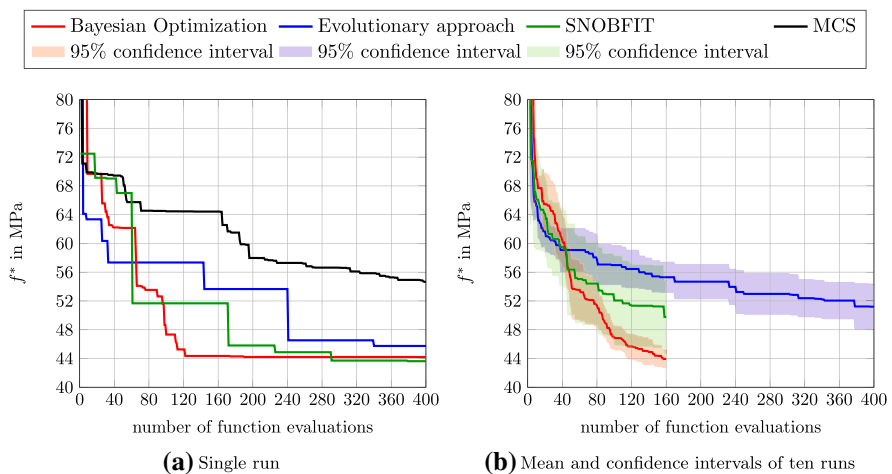 Bayesian Optimization Evolutionary approach SNOBFIT MCS
95% confidence interval 95% confidence interval 95% confidence interval
80 80
76 76
72 72
68 68
64 64
60 60
56 56
52 52
48 48
44 44
40 40
f* in MPa f* in MPa
0 40 80 120 160 200 240 280 320 360 400 0 40 80 120 160 200 240 280 320 360 400
number of function evaluations number of function evaluations
(a) Single run (b) Mean and confidence intervals of ten runs